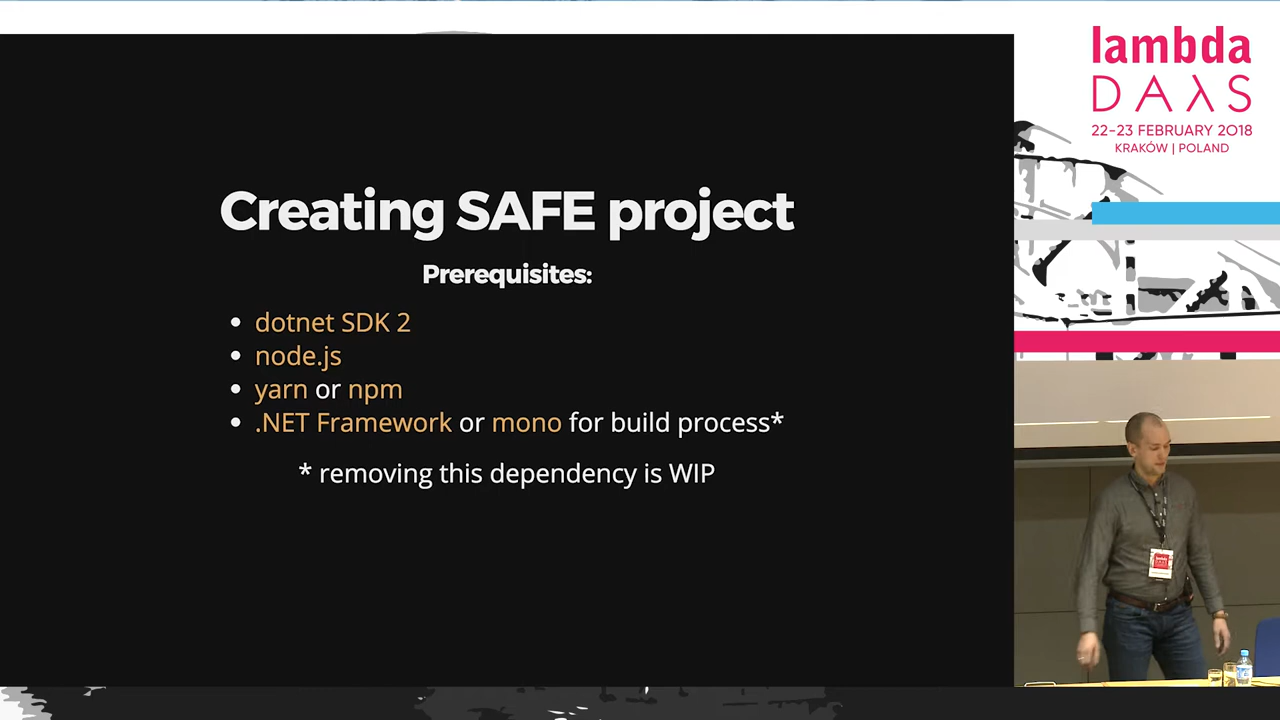 Creating SAFE project
Prerequisites:
dotnet SDK 2
node.js
yarn or npm
.NET Framework or mono for build process*
* removing this dependency is WIP
lambda
DAλS
22-23 FEBRUARY 2018
KRAKÓW | POLAND
lambda